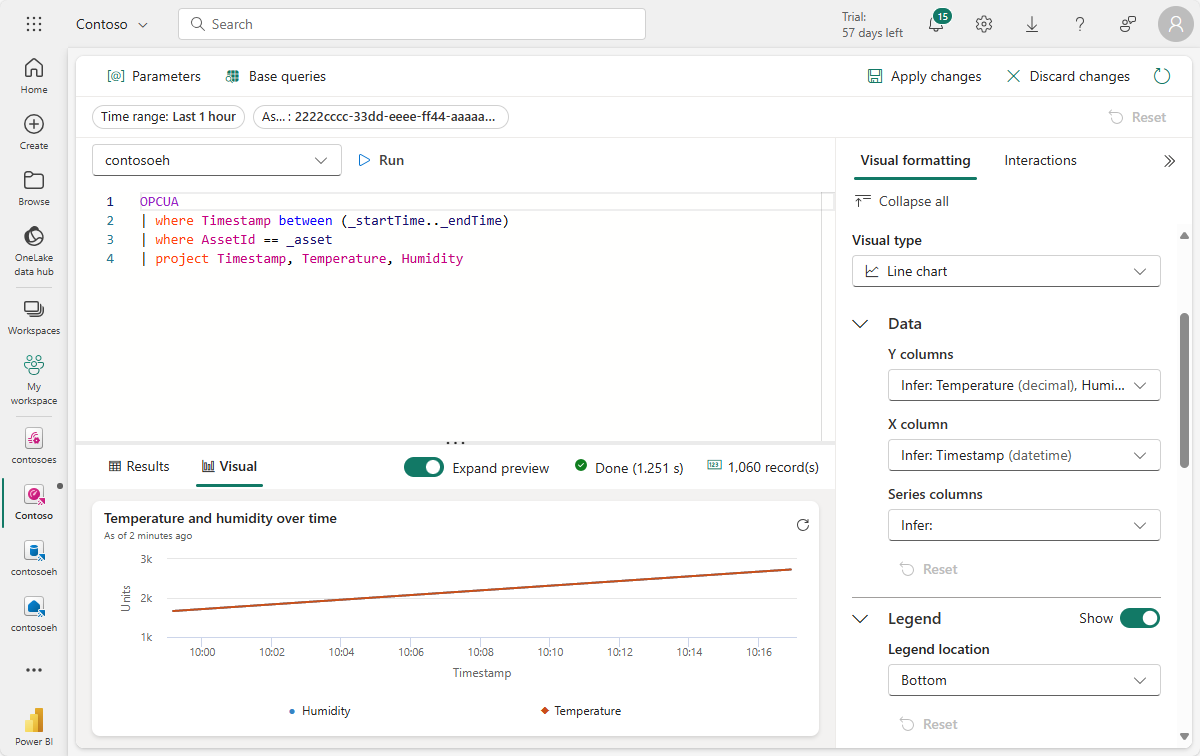 Contoso
Search
Trial:
57 days left
15
Home
Create
Browse
OneLake
data hub
Workspaces
My
workspace
contosoes
Contoso
contosoeh
contosoeh
Power BI
Parameters
Base queries
Apply changes
Discard changes
Time range: Last 1 hour
As... : 2222cccc-33dd-eeee-ff44-aaaaa...
Reset
contosoeh
Run
1 OPCUA
2 | where Timestamp between (_startTime.._endTime)
3 | where AssetId == _asset
4 | project Timestamp, Temperature, Humidity
Results
Visual
Expand preview
Done (1.251 s)
123
1,060 record(s)
Temperature and humidity over time
As of 2 minutes ago
3k
2k
1k
Units
10:00 10:02 10:04 10:06 10:08 10:10 10:12 10:14 10:16
Timestamp
Humidity
Temperature
Visual formatting
Interactions
Collapse all
Visual type
Line chart
Data
Y columns
Infer: Temperature (decimal), Humi...
X column
Infer: Timestamp (datetime)
Series columns
Infer:
Reset
Legend
Show
Legend location
Bottom
Reset